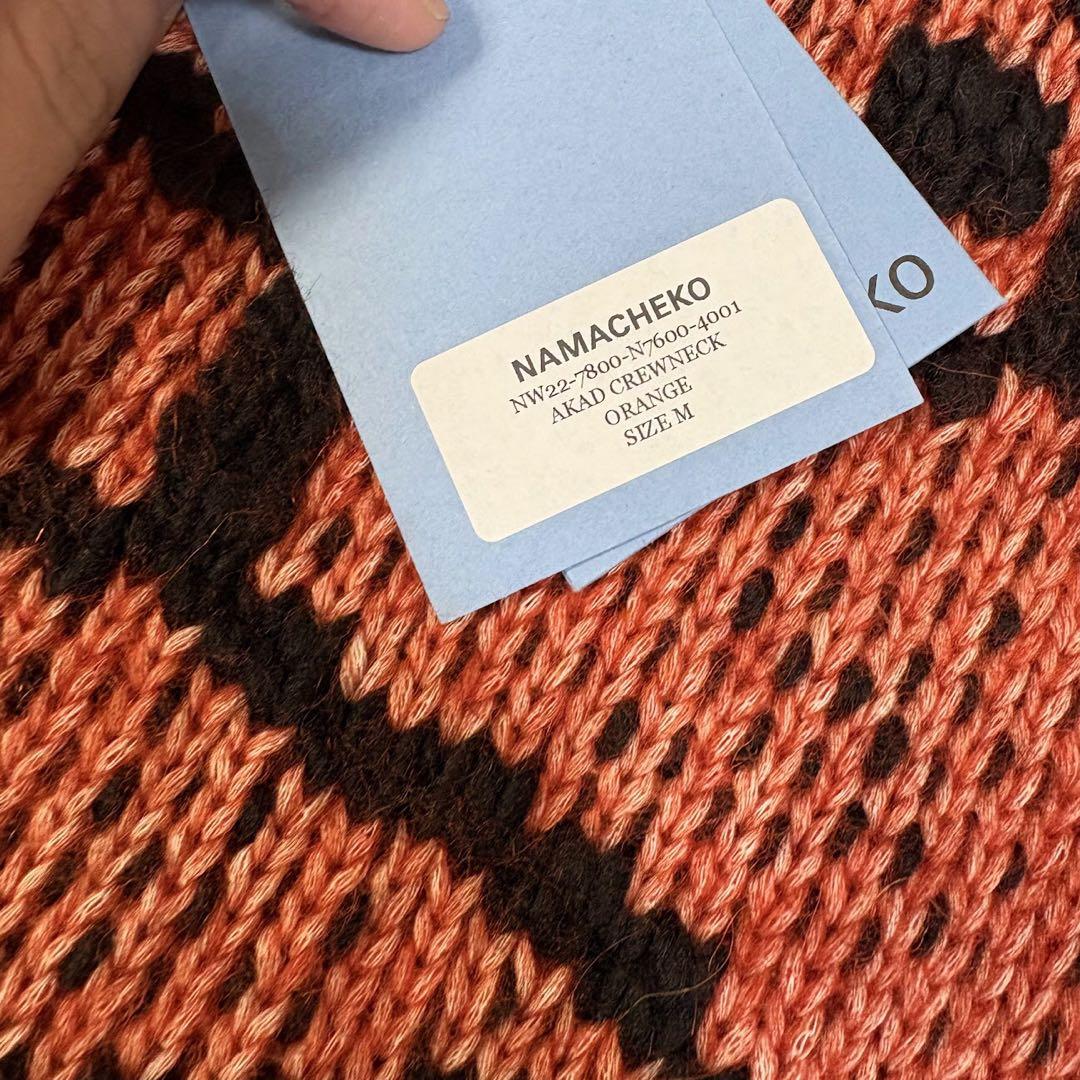 NAMACHEKO
NW22-7800-N7600-4001
AKAD CREWNECK
ORANGE
SIZE M
KO